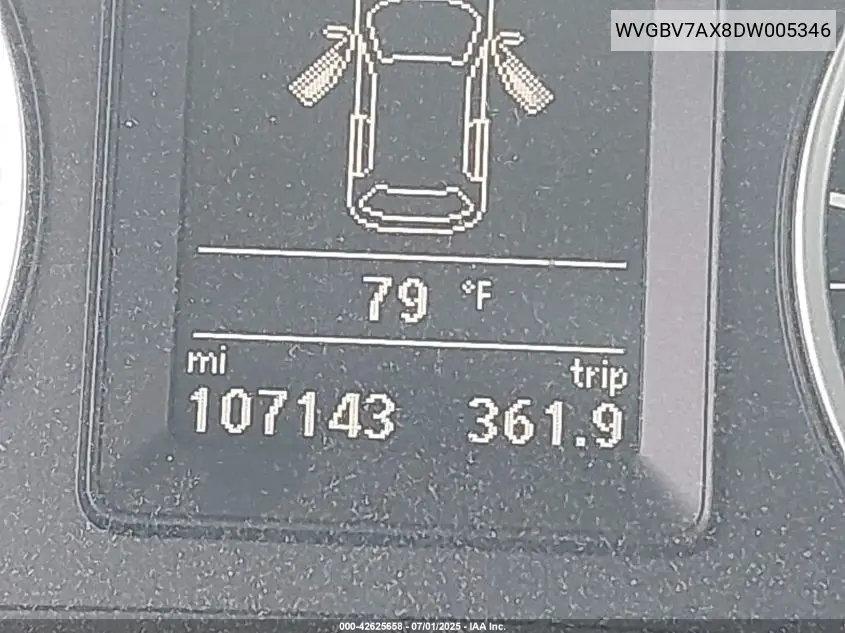 WVGBV7AX8DW005346
79 °F
mi trip
107143 361.9
000-42625658 - 07/01/2025 - IAA Inc.